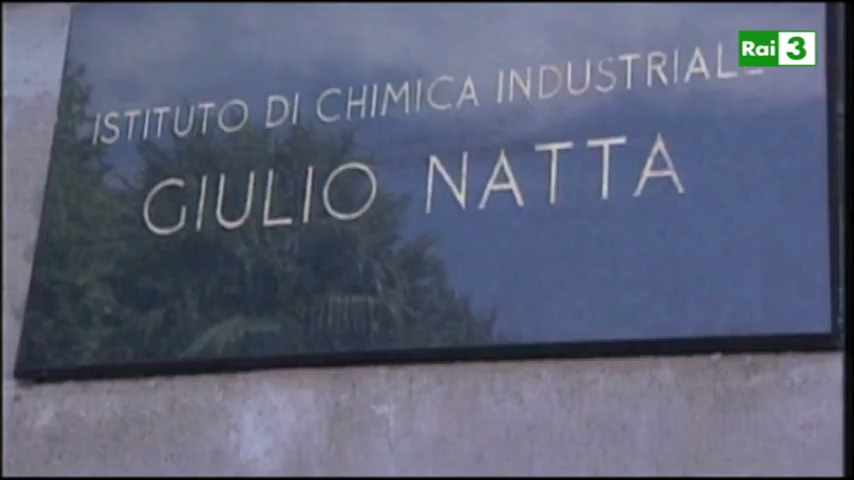 Rai 3
ISTITUTO DI CHIMICA INDUSTRIALE
GIULIO NATTA